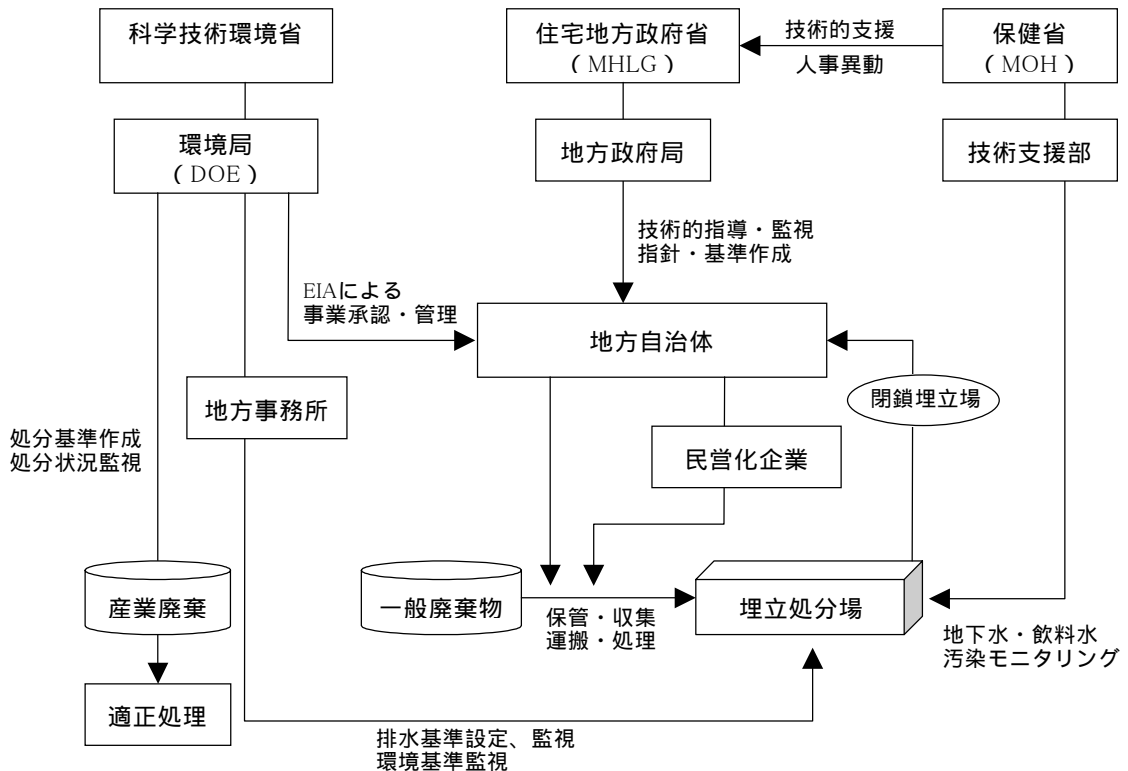 科学技術環境省
住宅地方政府省
（MHLG）
技術的支援
人事異動
保健省
（MOH）
環境局
（DOE）
地方政府局
技術支援部
技術的指導・監視
指針・基準作成
EIAによる
事業承認・管理
地方自治体
地方事務所
閉鎖埋立場
処分基準作成
処分状況監視
民営化企業
産業廃棄
一般廃棄物
保管・収集
運搬・処理
埋立処分場
地下水・飲料水
汚染モニタリング
適正処理
排水基準設定、監視
環境基準監視